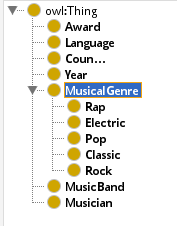 owl:Thing
Award
Language
Coun...
Year
MusicalGenre
Rap
Electric
Pop
Classic
Rock
MusicBand
Musician